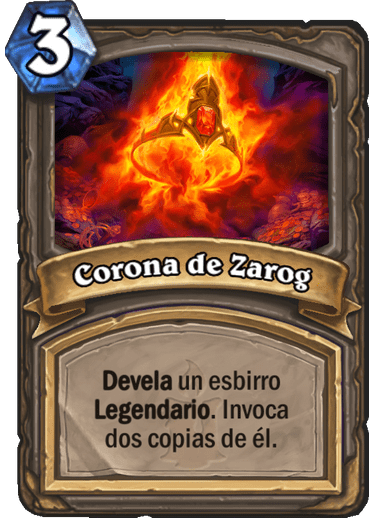 3
Corona de Zarog
Devela un esbirro
Legendario. Invoca
dos copias de él.